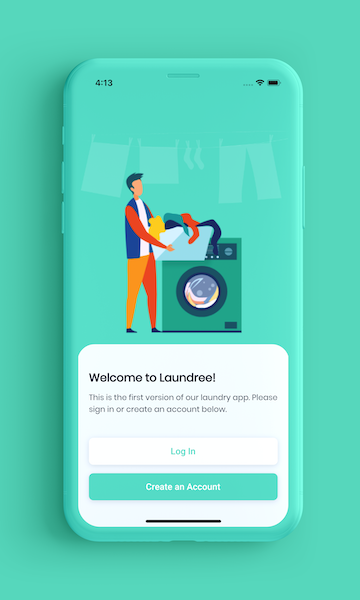 4:13
Welcome to Laundree!
This is the first version of our laundry app. Please
sign in or create an account below.
Log In
Create an Account